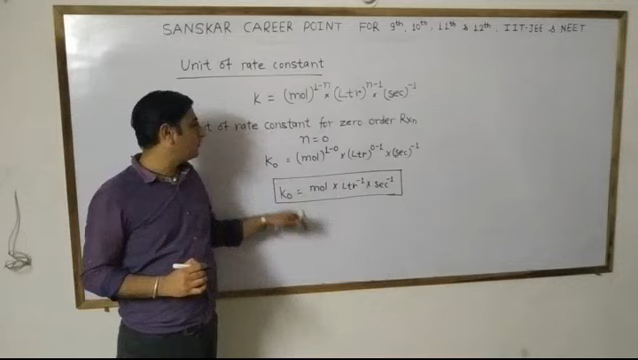 SANSKAR CAREER POINT FOR 9th, 10th, 11th & 12th, IIT-JEE & NEET
Unit of rate constant
K = (mol)^1-n × (Ltr)^n-1 × (sec)^-1
of rate constant for zero order Rxn
n=0
K₀ = (mol)^1-0 × (Ltr)^0-1 × (sec)^-1
K₀ = mol × Ltr^-1 × sec^-1